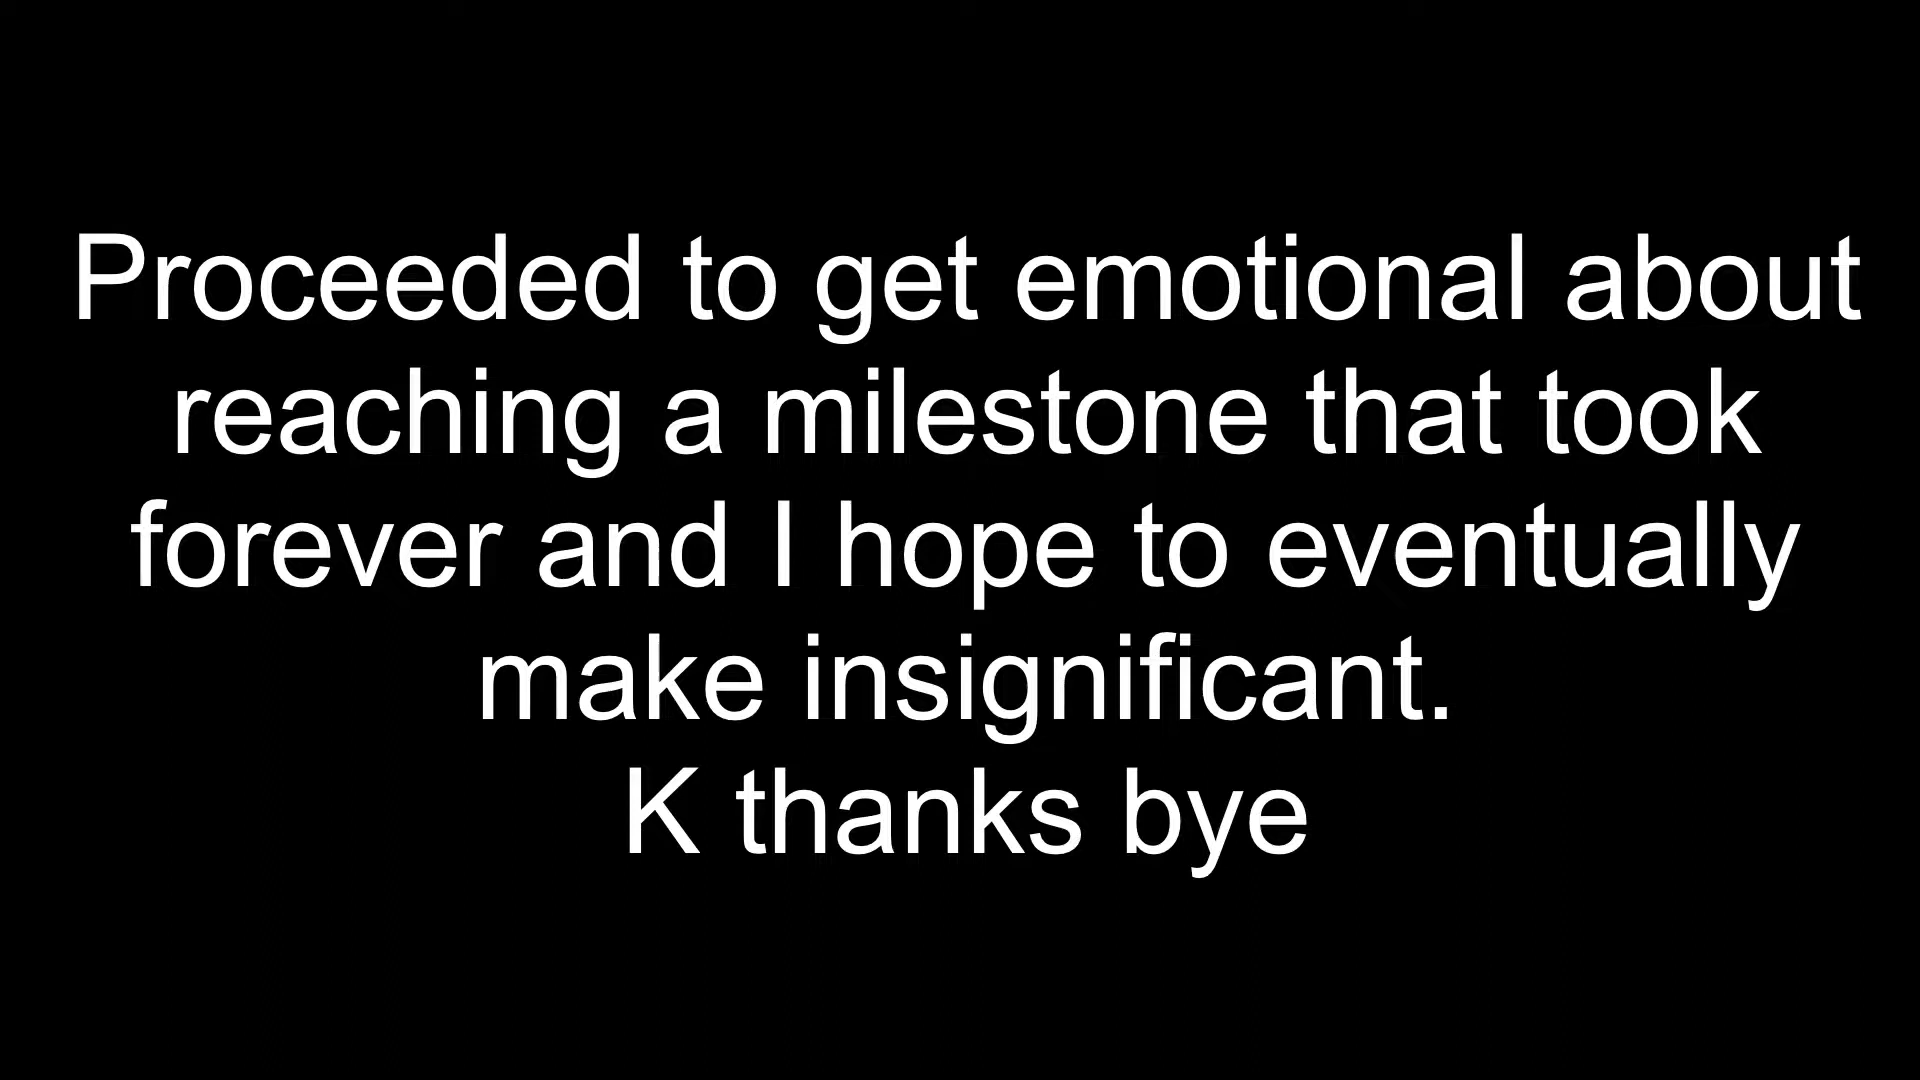 Proceeded to get emotional about
reaching a milestone that took
forever and I hope to eventually
make insignificant.
K thanks bye